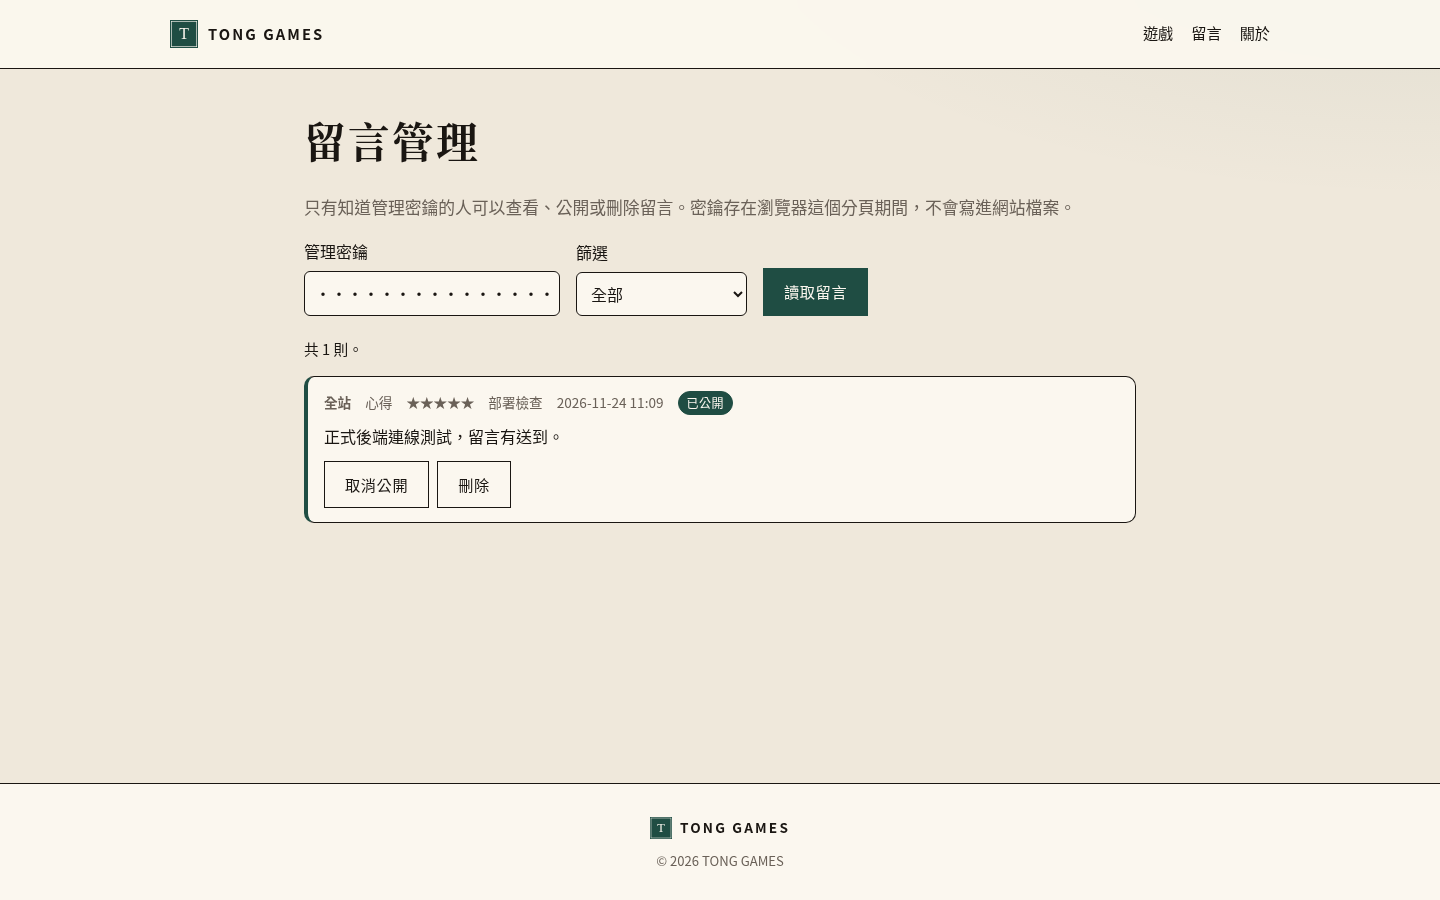 T TONG GAMES
遊戲 留言 關於
留言管理
只有知道管理密鑰的人可以查看、公開或刪除留言。密鑰存在瀏覽器這個分頁期間，不會寫進網站檔案。
管理密鑰 篩選
全部 讀取留言
共 1 則。
全站 心得 ★★★★★ 部署檢查 2026-11-24 11:09 已公開
正式後端連線測試，留言有送到。
取消公開 刪除
T TONG GAMES
© 2026 TONG GAMES